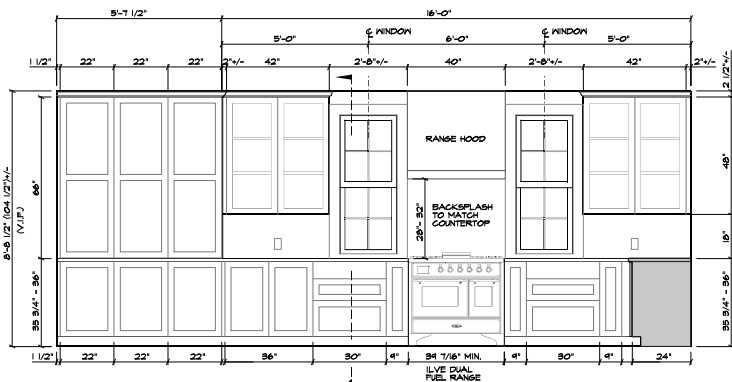 5'-7 1/2" 16'-0"
5'-0" ℄ WINDOW 6'-0" ℄ WINDOW 5'-0"
1 1/2" 22" 22" 22" 2"+/- 42" 2'-8"+/- 40" 2'-8"+/- 42" 2"+/-
2 1/2"+/-
RANGE HOOD
48"
66"
8'-8 1/2" (104 1/2")+/-
(V.I.F.)
28"- 32"
BACKSPLASH
TO MATCH
COUNTERTOP
18"
35 3/4" - 36"
35 3/4" - 36"
1 1/2" 22" 22" 22" 36" 30" 9" 39 7/16" MIN. 9" 30" 9" 24"
ILVE DUAL
FUEL RANGE